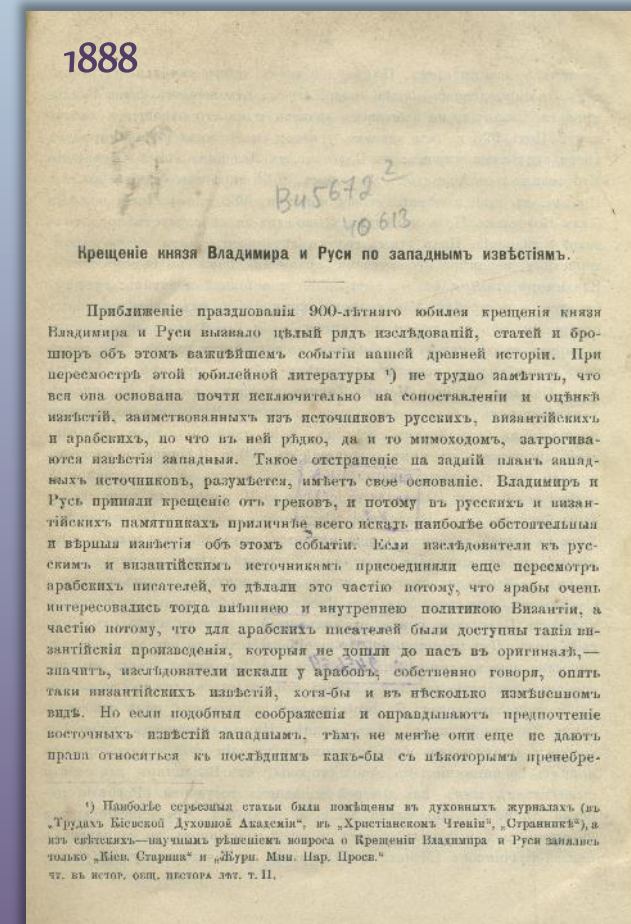 1888
Ви5672 2
40 613
Крещеніе князя Владимира и Руси по западнымъ извѣстіямъ.
Приближеніе празднованія 900-лѣтняго юбилея крещенія князя
Владимира и Руси вызвало цѣлый рядъ изслѣдованій, статей и бро-
шюръ объ этомъ важнѣйшемъ событіи нашей древней исторіи. При
пересмотрѣ этой юбилейной литературы ¹) не трудно замѣтить, что
вся она основана почти исключительно на сопоставленіи и оцѣнкѣ
извѣстій, заимствованныхъ изъ источниковъ русскихъ, византійскихъ
и арабскихъ, но что въ ней рѣдко, да и то мимоходомъ, затрогива-
ются извѣстія западныя. Такое отстраненіе на задній планъ запад-
ныхъ источниковъ, разумѣется, имѣетъ свое основаніе. Владимиръ и
Русь приняли крещеніе отъ грековъ, и потому въ русскихъ и визан-
тійскихъ памятникахъ приличнѣе всего искать наиболѣе обстоятельныя
и вѣрныя извѣстія объ этомъ событіи. Если изслѣдователи къ рус-
скимъ и византійскимъ источникамъ присоединяли еще пересмотръ
арабскихъ писателей, то дѣлали это частію потому, что арабы очень
интересовались тогда внѣшнею и внутреннею политикою Византіи, а
частію потому, что для арабскихъ писателей были доступны такія ви-
зантійскія произведенія, которыя не дошли до насъ въ оригиналѣ,—
значитъ, изслѣдователи искали у арабовъ, собственно говоря, опять
таки византійскихъ извѣстій, хотя-бы и въ нѣсколько измѣненномъ
видѣ. Но если подобныя соображенія и оправдываютъ предпочтеніе
восточныхъ извѣстій западнымъ, тѣмъ не менѣе они еще не даютъ
права относиться къ послѣднимъ какъ-бы съ нѣкоторымъ пренебре-
¹) Наиболѣе серьезныя статьи были помѣщены въ духовныхъ журналахъ (въ
„Трудахъ Кіевской Духовной Академіи“, въ „Христіанскомъ Чтеніи“, „Странникѣ“), а
изъ свѣтскихъ—научнымъ рѣшеніемъ вопроса о Крещеніи Владимира и Руси занялись
только „Кіев. Старина“ и „Журн. Мин. Нар. Просв.“
чт. въ истор. общ. нестора лѣт. т. II.